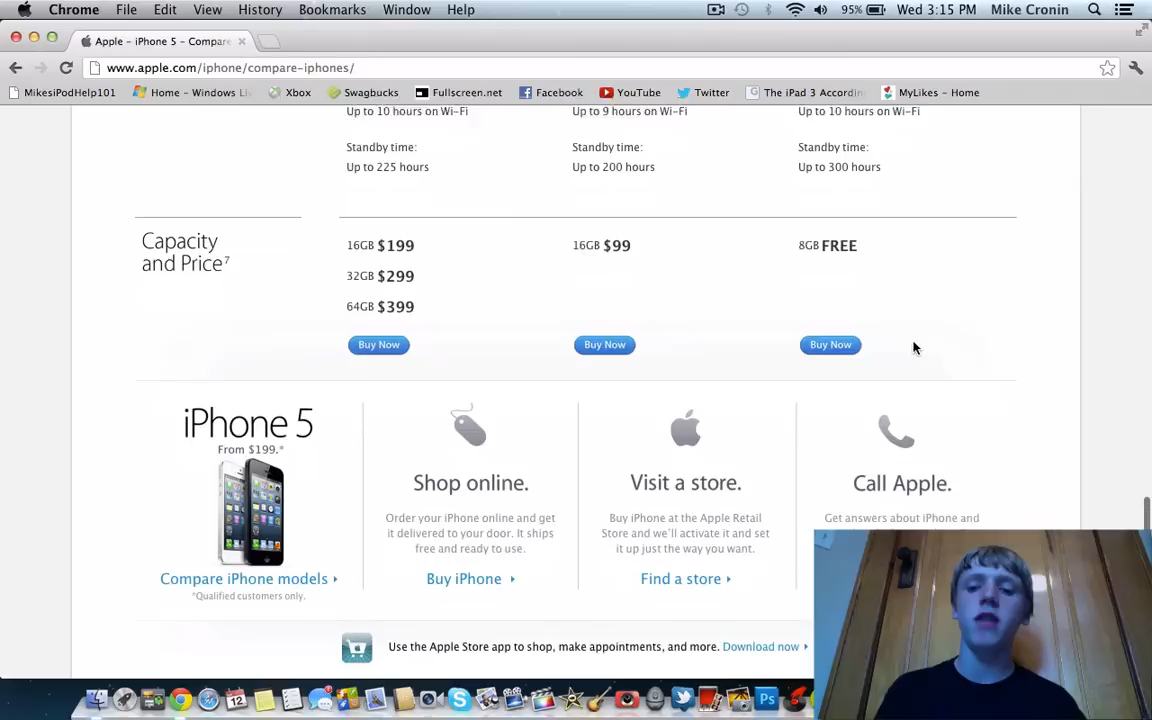 Chrome File Edit View History Bookmarks Window Help 95% Wed 3:15 PM Mike Cronin
Apple - iPhone 5 - Compare
www.apple.com/iphone/compare-iphones/
MikesiPodHelp101 Home - Windows Li Xbox Swagbucks Fullscreen.net Facebook YouTube Twitter The iPad 3 Accordin MyLikes - Home
Up to 10 hours on Wi-Fi Up to 9 hours on Wi-Fi Up to 10 hours on Wi-Fi
Standby time: Standby time: Standby time:
Up to 225 hours Up to 200 hours Up to 300 hours
Capacity
and Price7
16GB $199 16GB $99 8GB FREE
32GB $299
64GB $399
Buy Now Buy Now Buy Now
iPhone 5
From $199.*
Compare iPhone models
*Qualified customers only.
Shop online.
Order your iPhone online and get
it delivered to your door. It ships
free and ready to use.
Buy iPhone
Visit a store.
Buy iPhone at the Apple Retail
Store and we'll activate it and set
it up just the way you want.
Find a store
Call Apple.
Get answers about iPhone and
Use the Apple Store app to shop, make appointments, and more. Download now
12
Ps